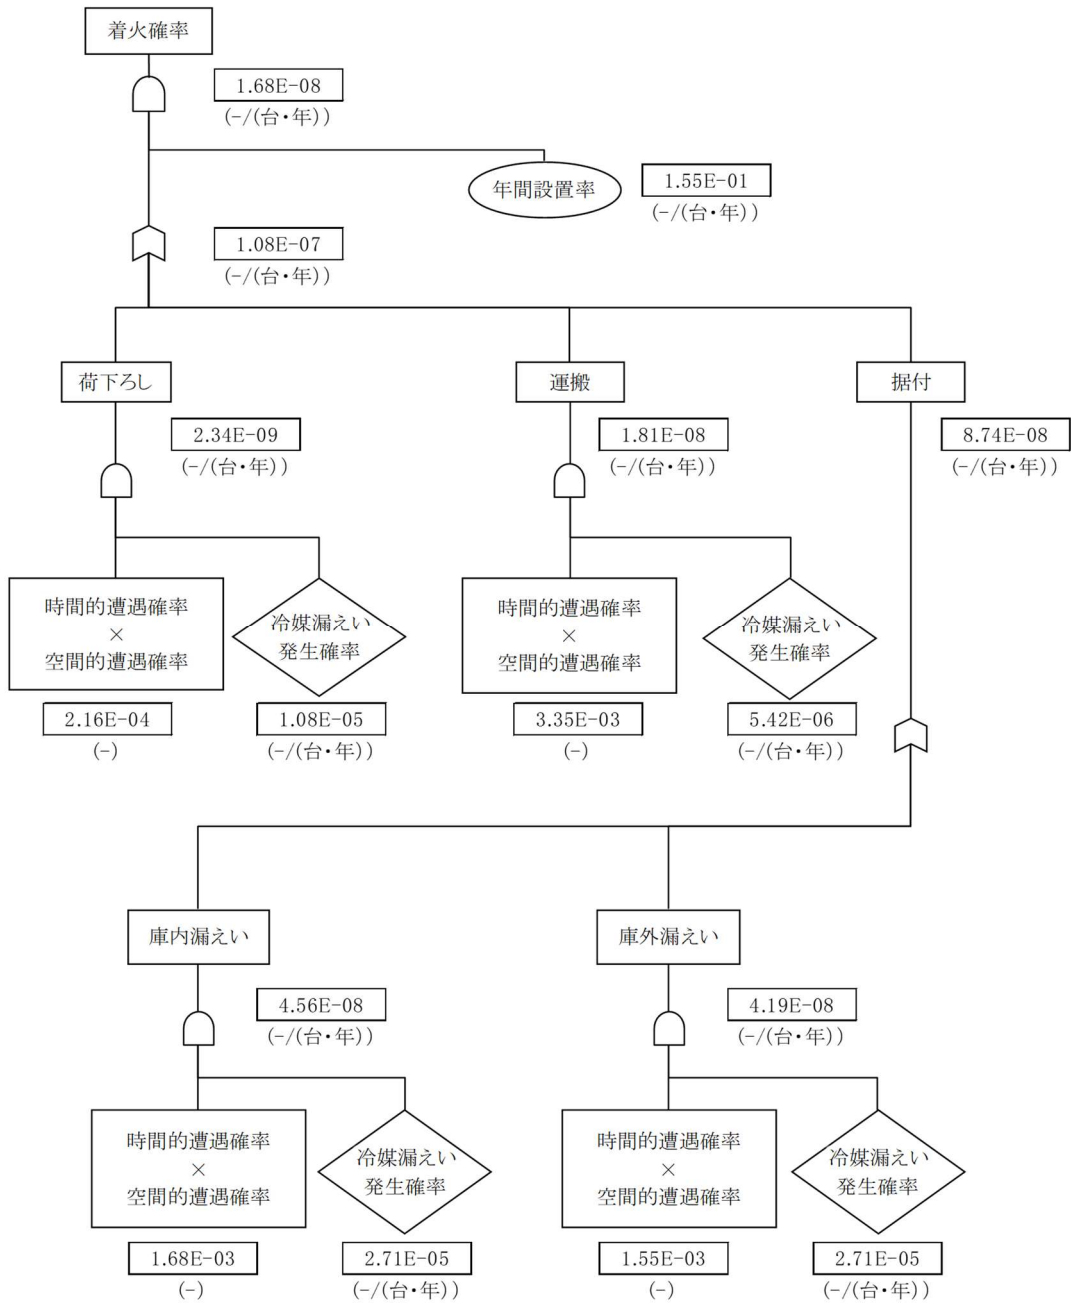 着火確率
1.68E-08
(-/(台・年))
年間設置率
1.55E-01
(-/(台・年))
1.08E-07
(-/(台・年))
荷下ろし
運搬
据付
2.34E-09
(-/(台・年))
1.81E-08
(-/(台・年))
8.74E-08
(-/(台・年))
時間的遭遇確率
×
空間的遭遇確率
冷媒漏えい
発生確率
時間的遭遇確率
×
空間的遭遇確率
冷媒漏えい
発生確率
2.16E-04
(-)
1.08E-05
(-/(台・年))
3.35E-03
(-)
5.42E-06
(-/(台・年))
庫内漏えい
庫外漏えい
4.56E-08
(-/(台・年))
4.19E-08
(-/(台・年))
時間的遭遇確率
×
空間的遭遇確率
冷媒漏えい
発生確率
時間的遭遇確率
×
空間的遭遇確率
冷媒漏えい
発生確率
1.68E-03
(-)
2.71E-05
(-/(台・年))
1.55E-03
(-)
2.71E-05
(-/(台・年))